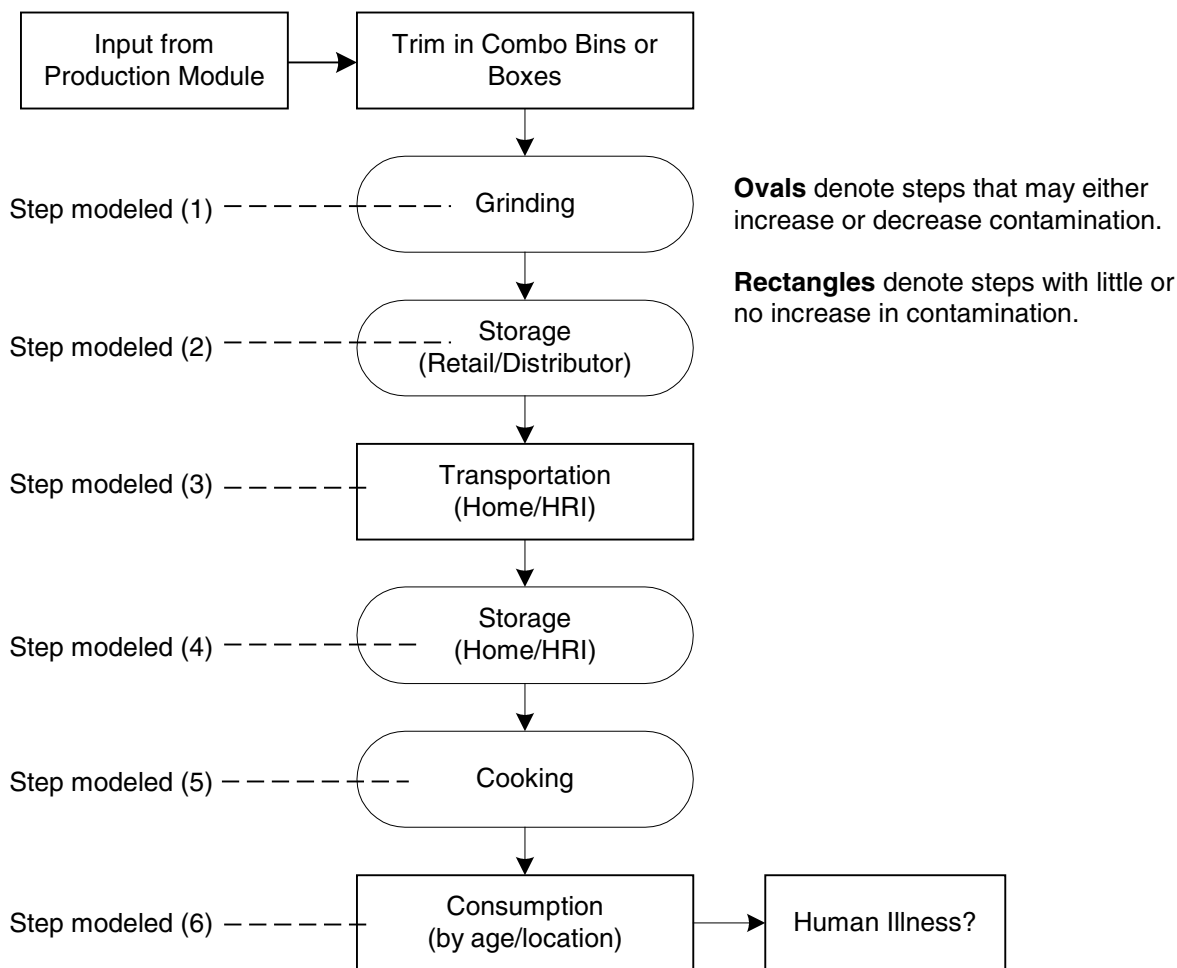 Input from
Production Module
Trim in Combo Bins or
Boxes
Step modeled (1)
Grinding
Ovals denote steps that may either
increase or decrease contamination.
Rectangles denote steps with little or
no increase in contamination.
Step modeled (2)
Storage
(Retail/Distributor)
Step modeled (3)
Transportation
(Home/HRI)
Step modeled (4)
Storage
(Home/HRI)
Step modeled (5)
Cooking
Step modeled (6)
Consumption
(by age/location)
Human Illness?